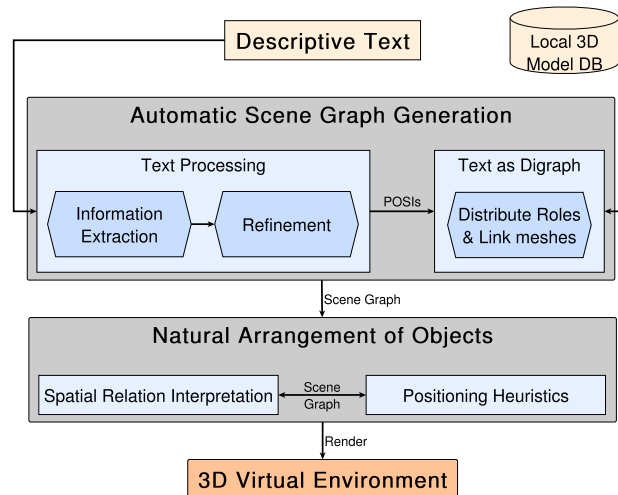 Descriptive Text
Local 3D
Model DB
Automatic Scene Graph Generation
Text Processing
Text as Digraph
Information
Extraction
Refinement
POSIs
Distribute Roles
& Link meshes
Scene Graph
Natural Arrangement of Objects
Spatial Relation Interpretation
Scene
Graph
Positioning Heuristics
Render
3D Virtual Environment